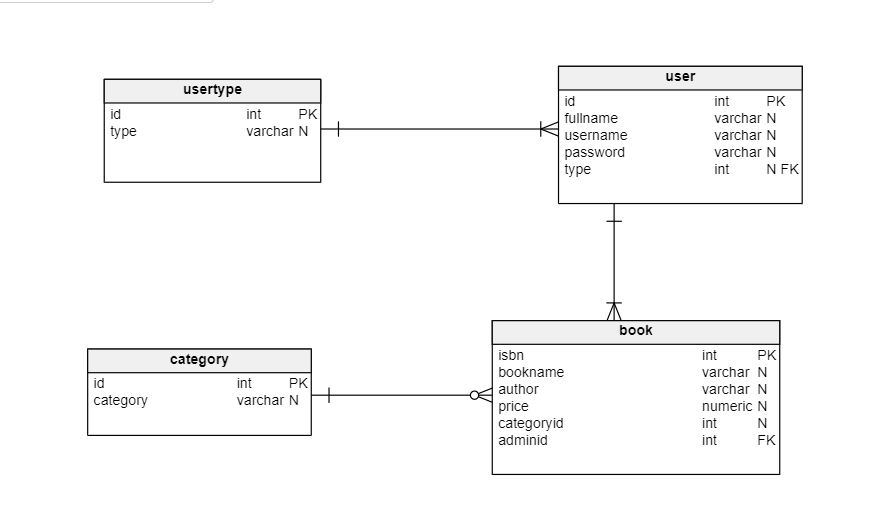 usertype
id int PK
type varchar N
user
id int PK
fullname varchar N
username varchar N
password varchar N
type int N FK
category
id int PK
category varchar N
book
isbn int PK
bookname varchar N
author varchar N
price numeric N
categoryid int N
adminid int FK